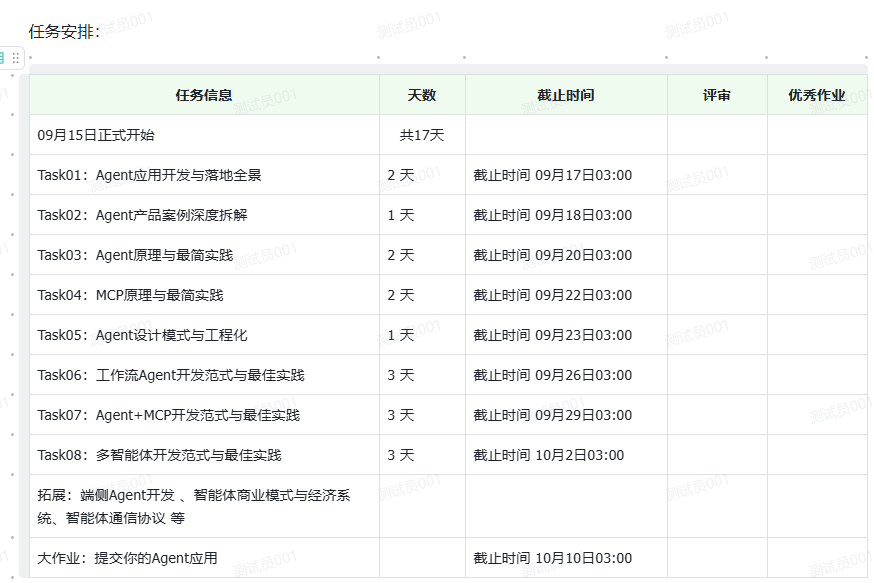 任务安排：
任务信息 天数 截止时间 评审 优秀作业
09月15日正式开始 共17天
Task01：Agent应用开发与落地全景 2 天 截止时间 09月17日03:00
Task02：Agent产品案例深度拆解 1 天 截止时间 09月18日03:00
Task03：Agent原理与最简实践 2 天 截止时间 09月20日03:00
Task04：MCP原理与最简实践 2 天 截止时间 09月22日03:00
Task05：Agent设计模式与工程化 1 天 截止时间 09月23日03:00
Task06：工作流Agent开发范式与最佳实践 3 天 截止时间 09月26日03:00
Task07：Agent+MCP开发范式与最佳实践 3 天 截止时间 09月29日03:00
Task08：多智能体开发范式与最佳实践 3 天 截止时间 10月2日03:00
拓展：端侧Agent开发 、智能体商业模式与经济系
统、智能体通信协议 等
大作业：提交你的Agent应用 截止时间 10月10日03:00
测试员001